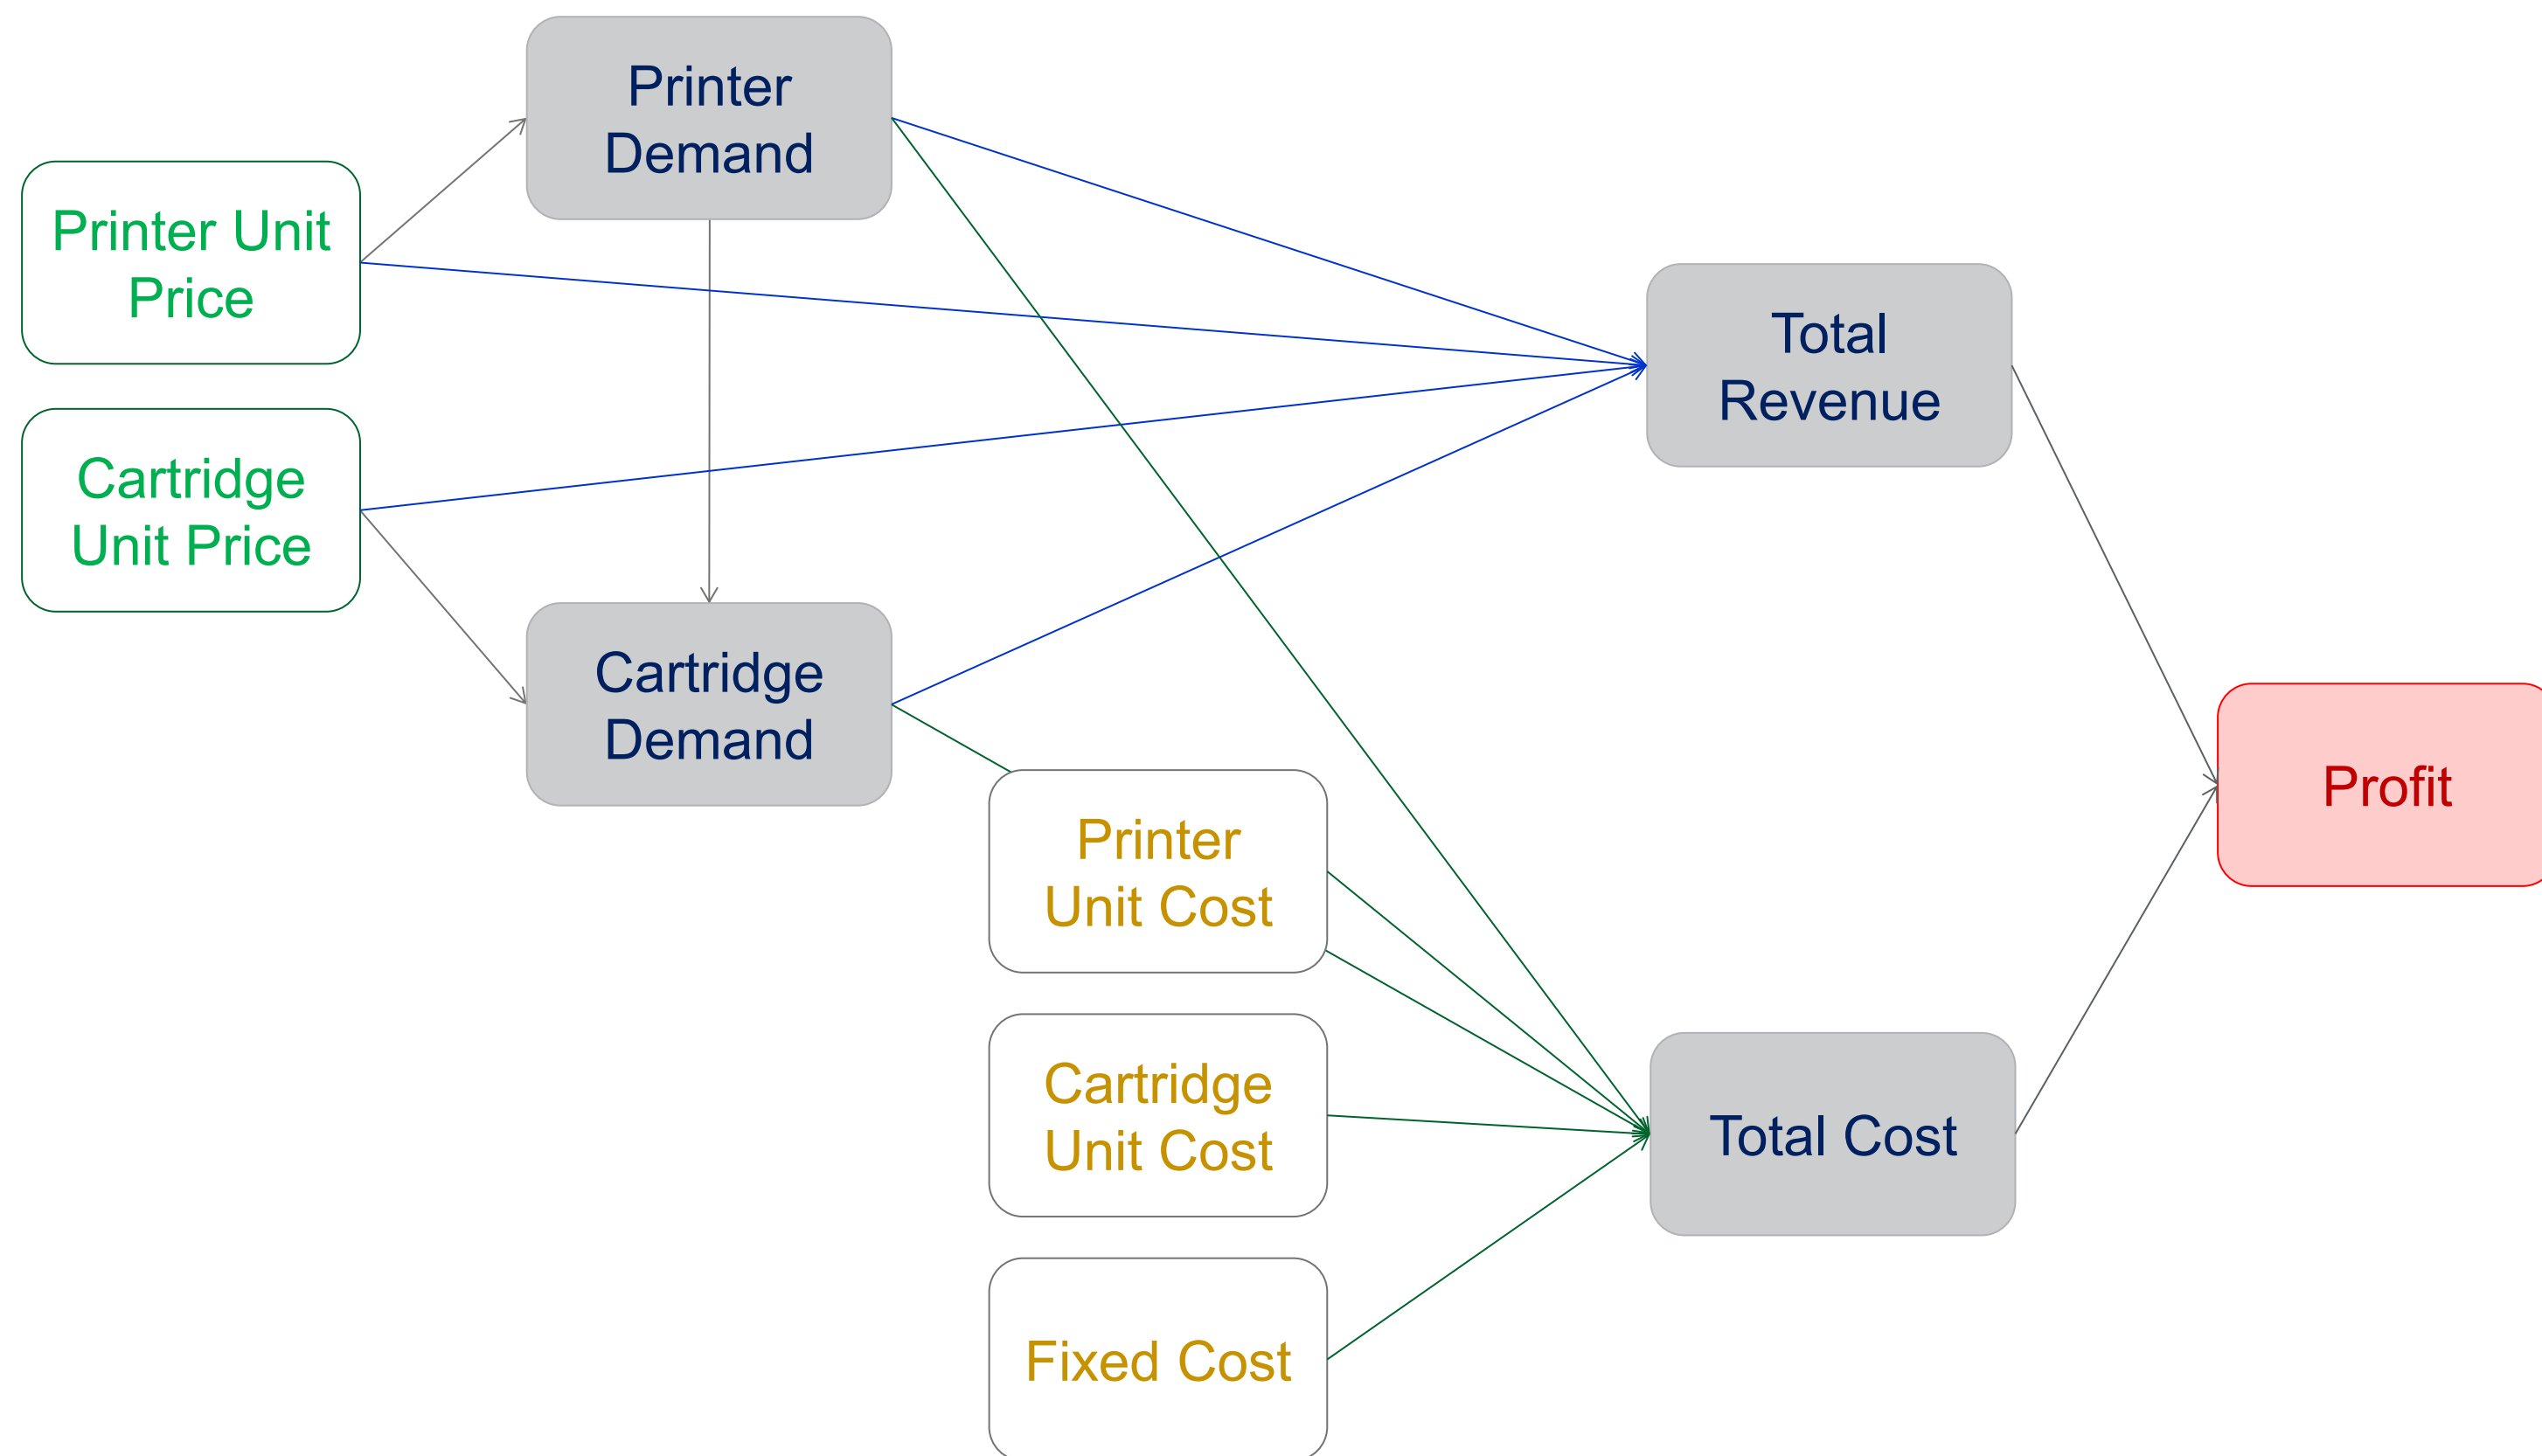 Printer
Demand
Printer Unit
Price
Total
Revenue
Cartridge
Unit Price
Cartridge
Demand
Profit
Printer
Unit Cost
Cartridge
Unit Cost
Total Cost
Fixed Cost